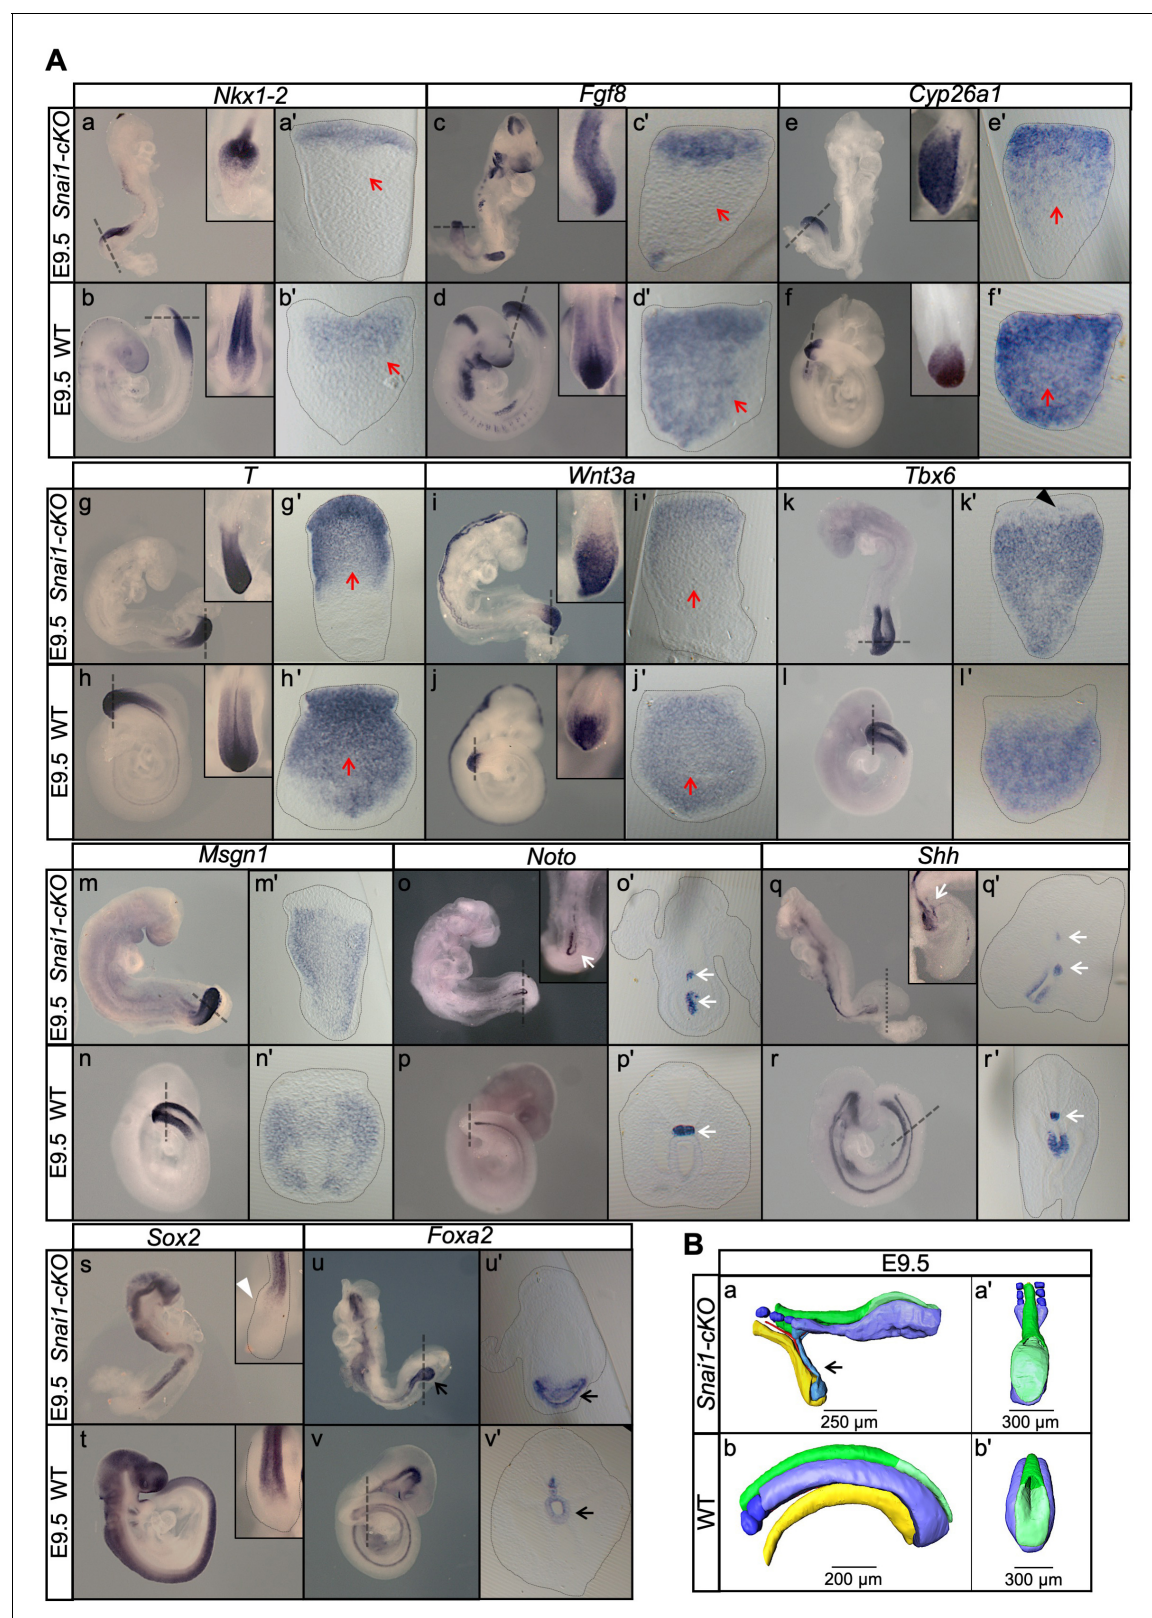 A
Nkx1-2 Fgf8 Cyp26a1
E9.5 Snai1-cKO
a a' c c' e e'
E9.5 WT
b b' d d' f f'
T Wnt3a Tbx6
E9.5 Snai1-cKO
g g' i i' k k'
E9.5 WT
h h' j j' l l'
Msgn1 Noto Shh
E9.5 Snai1-cKO
m m' o o' q q'
E9.5 WT
n n' p p' r r'
Sox2 Foxa2
E9.5 Snai1-cKO
s u u'
E9.5 WT
t v v'
B
E9.5
Snai1-cKO
a a'
250 µm 300 µm
WT
b b'
200 µm 300 µm